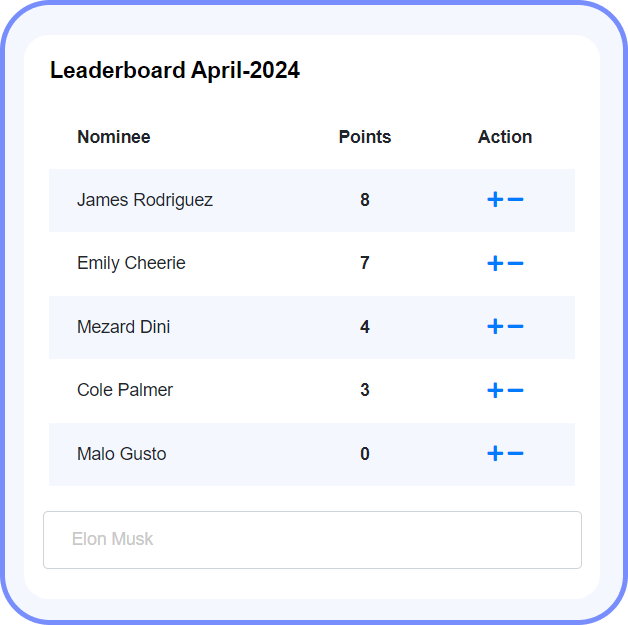 Leaderboard April-2024
Nominee Points Action
James Rodriguez 8 + −
Emily Cheerie 7 + −
Mezard Dini 4 + −
Cole Palmer 3 + −
Malo Gusto 0 + −
Elon Musk